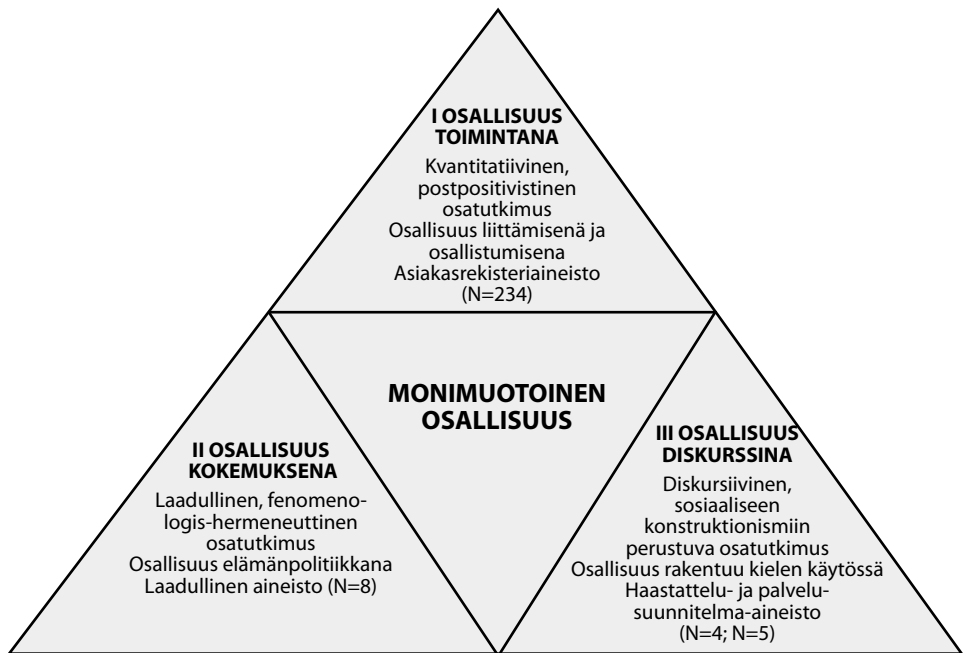 I OSALLISUUS
TOIMINTANA
Kvantitatiivinen,
postpositivistinen
osatutkimus
Osallisuus liittämisenä ja
osallistumisena
Asiakasrekisteriaineisto
(N=234)
MONIMUOTOINEN
OSALLISUUS
II OSALLISUUS
KOKEMUKSENA
Laadullinen, fenomeno-
logis-hermeneuttinen
osatutkimus
Osallisuus elämänpolitiikkana
Laadullinen aineisto (N=8)
III OSALLISUUS
DISKURSSINA
Diskursiivinen,
sosiaaliseen
konstruktionismiin
perustuva osatutkimus
Osallisuus rakentuu kielen käytössä
Haastattelu- ja palvelu-
suunnitelma-aineisto
(N=4; N=5)